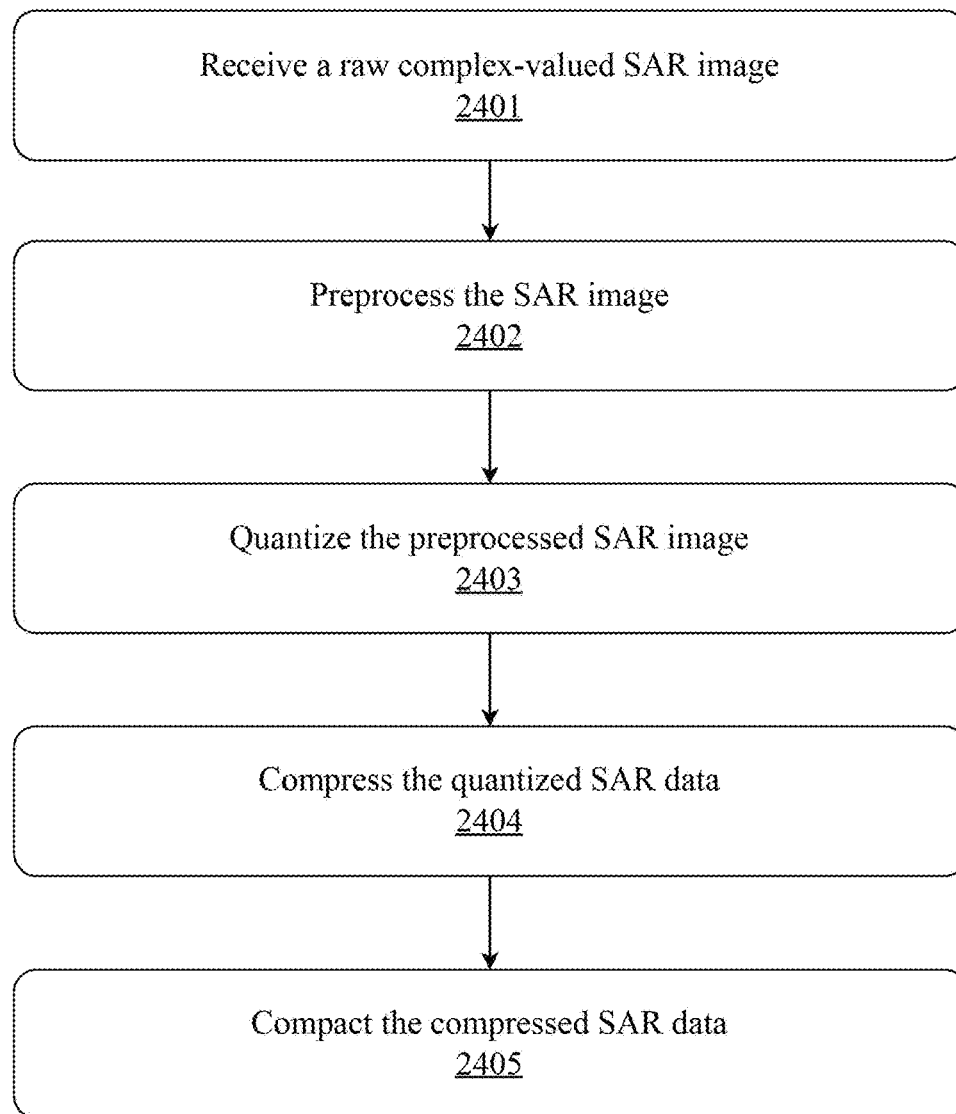 Receive a raw complex-valued SAR image
2401
Preprocess the SAR image
2402
Quantize the preprocessed SAR image
2403
Compress the quantized SAR data
2404
Compact the compressed SAR data
2405